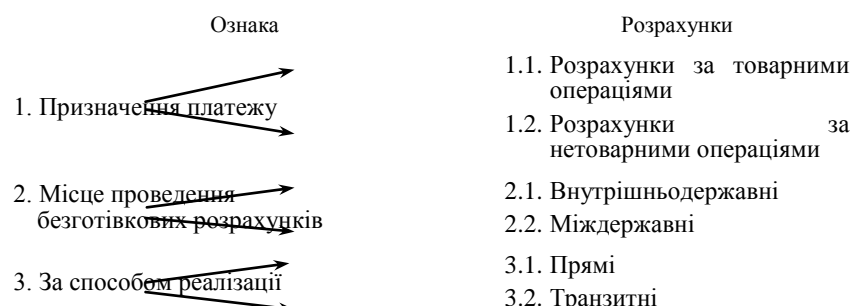 Ознака
Розрахунки
1. Призначення платежу
1.1. Розрахунки за товарними
операціями
1.2. Розрахунки за
нетоварними операціями
2. Місце проведення
безготівкових розрахунків
2.1. Внутрішньодержавні
2.2. Міждержавні
3. За способом реалізації
3.1. Прямі
3.2. Транзитні